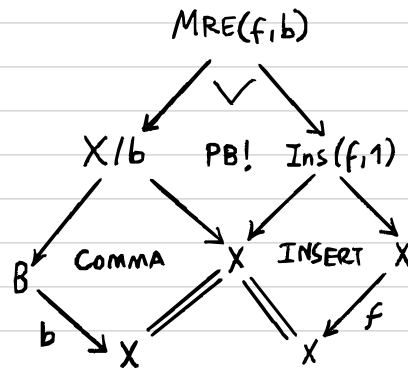 MRE(f,b)
X/b PB! Ins(f,1)
B COMMA X INSERT X
b f
X X